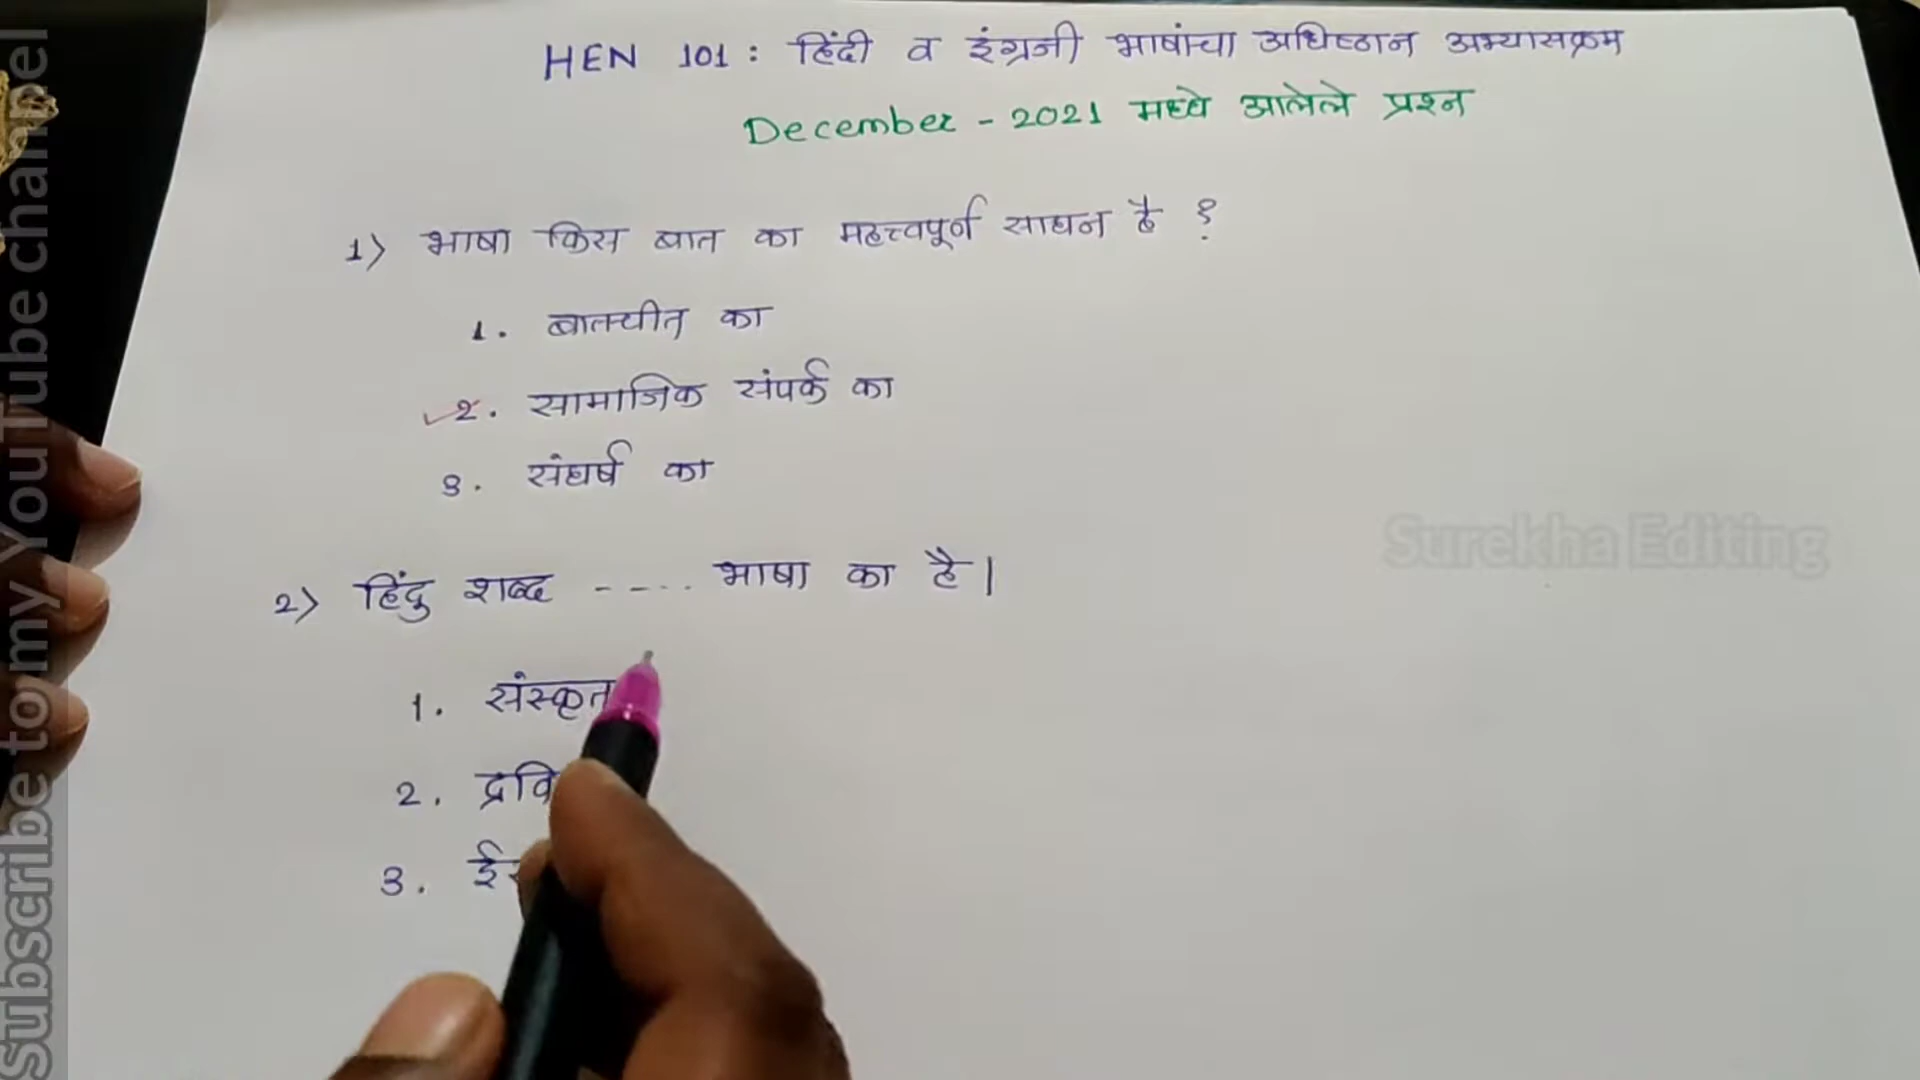 HEN 101 : हिंदी व इंग्रजी भाषांचा अधिष्ठान अभ्यासक्रम
December - 2021 मध्ये आलेले प्रश्न
1) भाषा किस बात का महत्त्वपूर्ण साधन है ?
1. बातचीत का
2. सामाजिक संपर्क का
3. संघर्ष का
2) हिंदु शब्द ----.. भाषा का है |
1. संस्कृत
2. द्रवि
3.
Surekha Editing
Subscribe to my YouTube channel